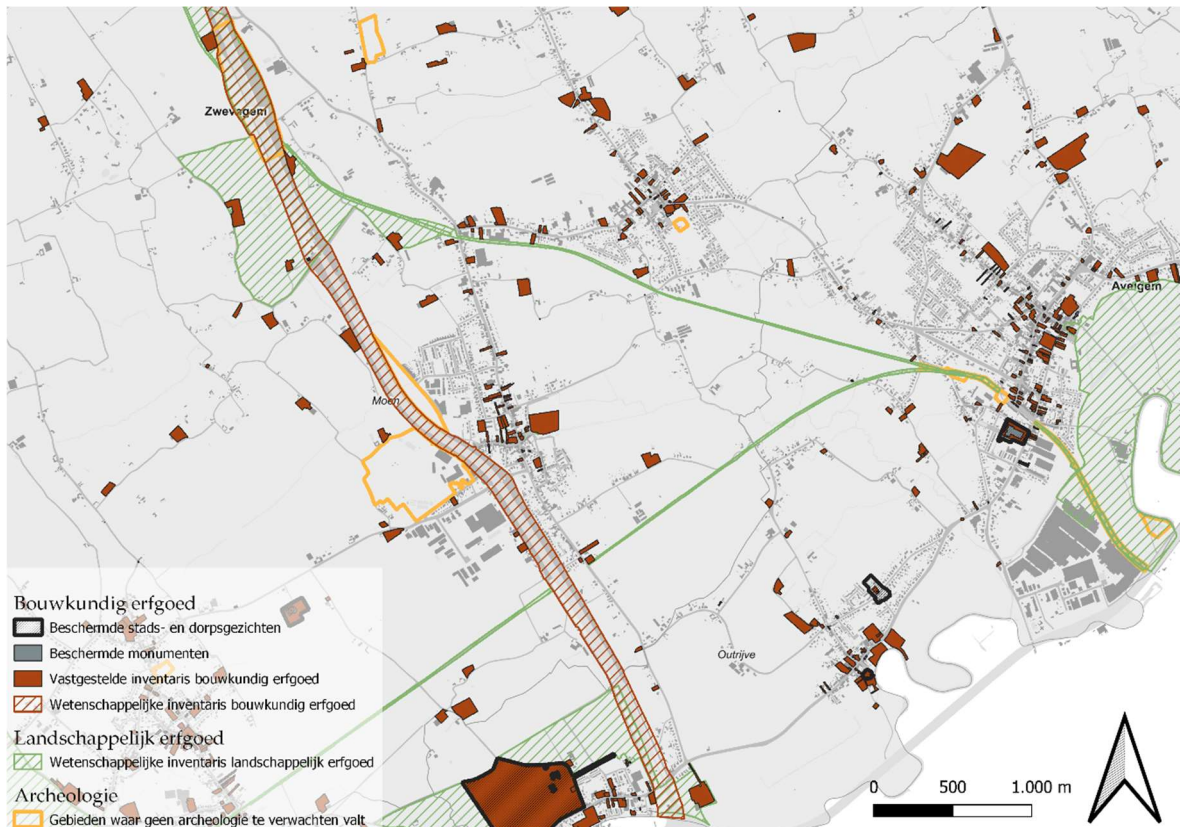 Zwevegem
Avelgem
Moen
Outrijve
Bouwkundig erfgoed
Beschermde stads- en dorpsgezichten
Beschermde monumenten
Vastgestelde inventaris bouwkundig erfgoed
Wetenschappelijke inventaris bouwkundig erfgoed
Landschappelijk erfgoed
Wetenschappelijke inventaris landschappelijk erfgoed
Archeologie
Gebieden waar geen archeologie te verwachten valt
0 500 1.000 m